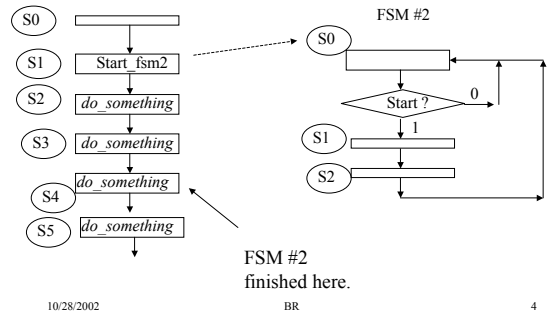 FSM #2
S0
S0
S1
Start_fsm2
S2
do_something
Start ?
0
1
S3
do_something
S1
do_something
S2
S4
S5
do_something
FSM #2
finished here.
10/28/2002
BR
4